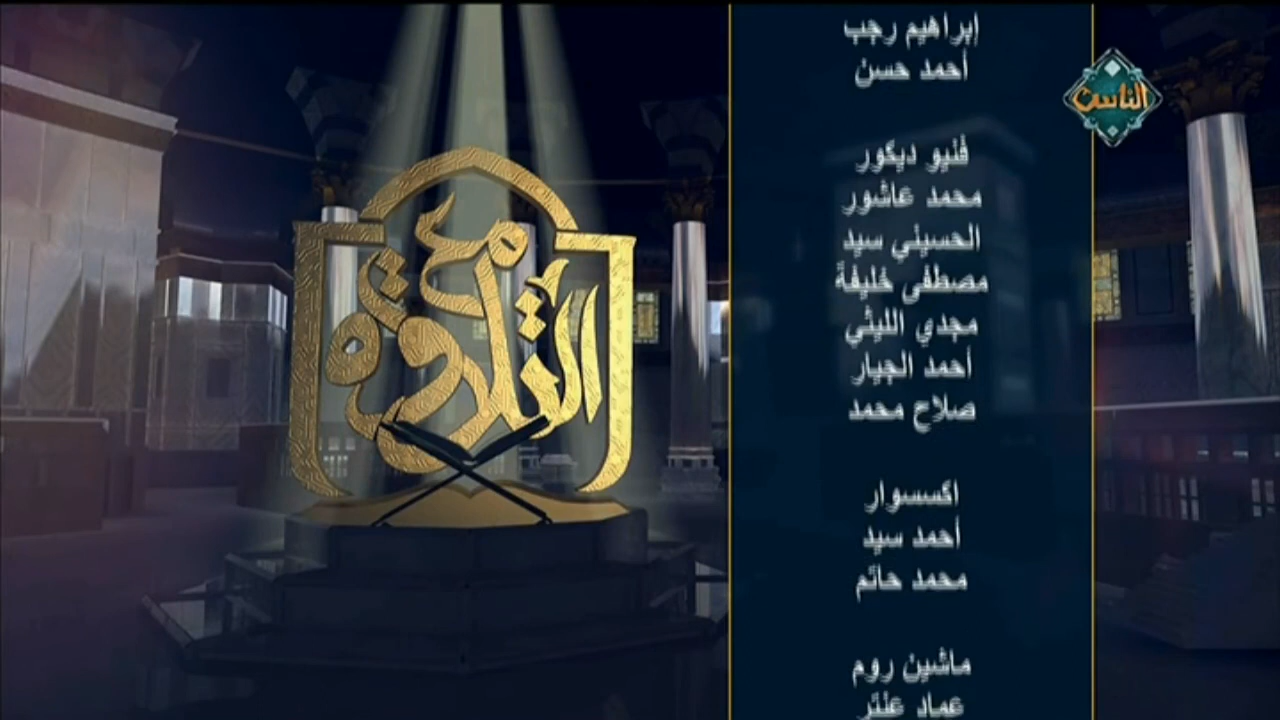 إبراهيم رجب
أحمد حسن
الناس
فنيو ديكور
محمد عاشور
الحسيني سيد
مصطفى خليفة
مجدي الليثي
أحمد الجيار
صلاح محمد
مع التلاوة
اكسسوار
أحمد سيد
محمد حاتم
ماشين روم
عماد عنتر